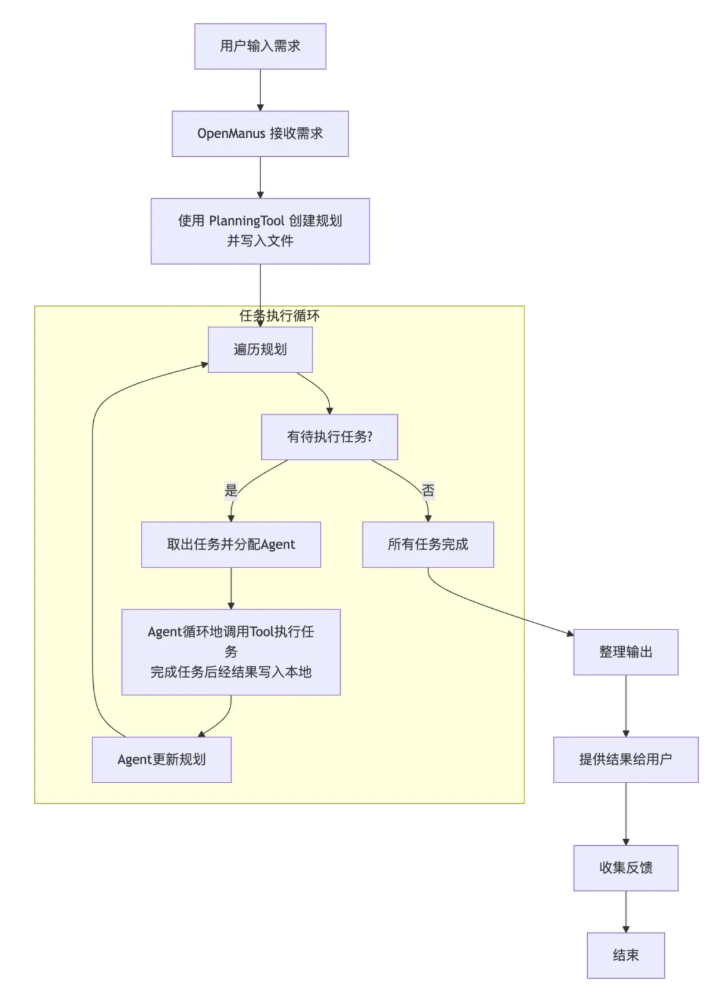 用户输入需求
OpenManus 接收需求
使用 PlanningTool 创建规划
并写入文件
任务执行循环
遍历规划
有待执行任务?
是
否
取出任务并分配Agent
所有任务完成
Agent循环地调用Tool执行任
务
完成任务后经结果写入本地
Agent更新规划
整理输出
提供结果给用户
收集反馈
结束